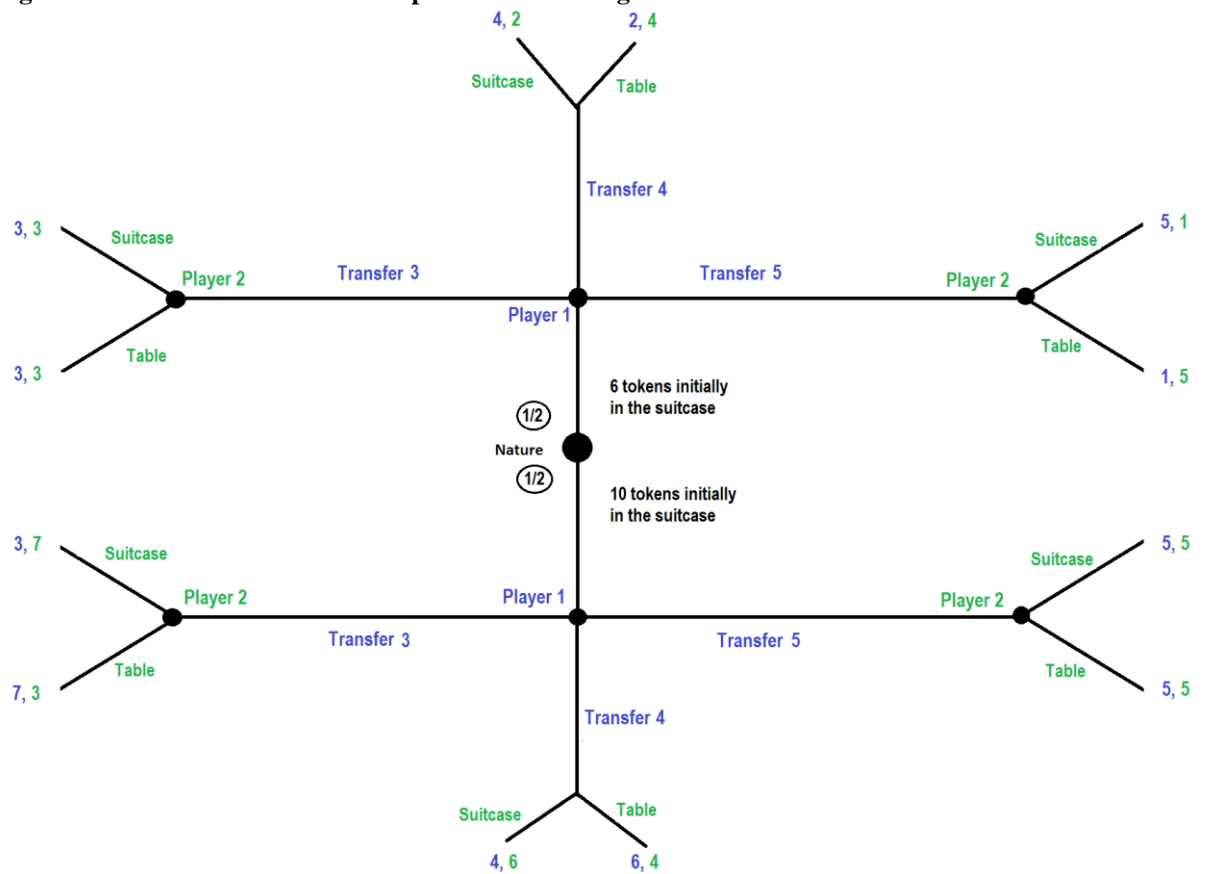 4, 2
2, 4
Suitcase
Table
Transfer 4
3, 3
Suitcase
Player 2
Transfer 3
Transfer 5
Player 2
Suitcase
5, 1
Player 1
Table
3, 3
Table
1, 5
6 tokens initially
in the suitcase
1/2
Nature
1/2
10 tokens initially
in the suitcase
3, 7
Suitcase
Player 2
Player 1
Player 2
Suitcase
5, 5
Transfer 3
Transfer 5
Table
7, 3
Table
5, 5
Transfer 4
Suitcase
Table
4, 6
6, 4